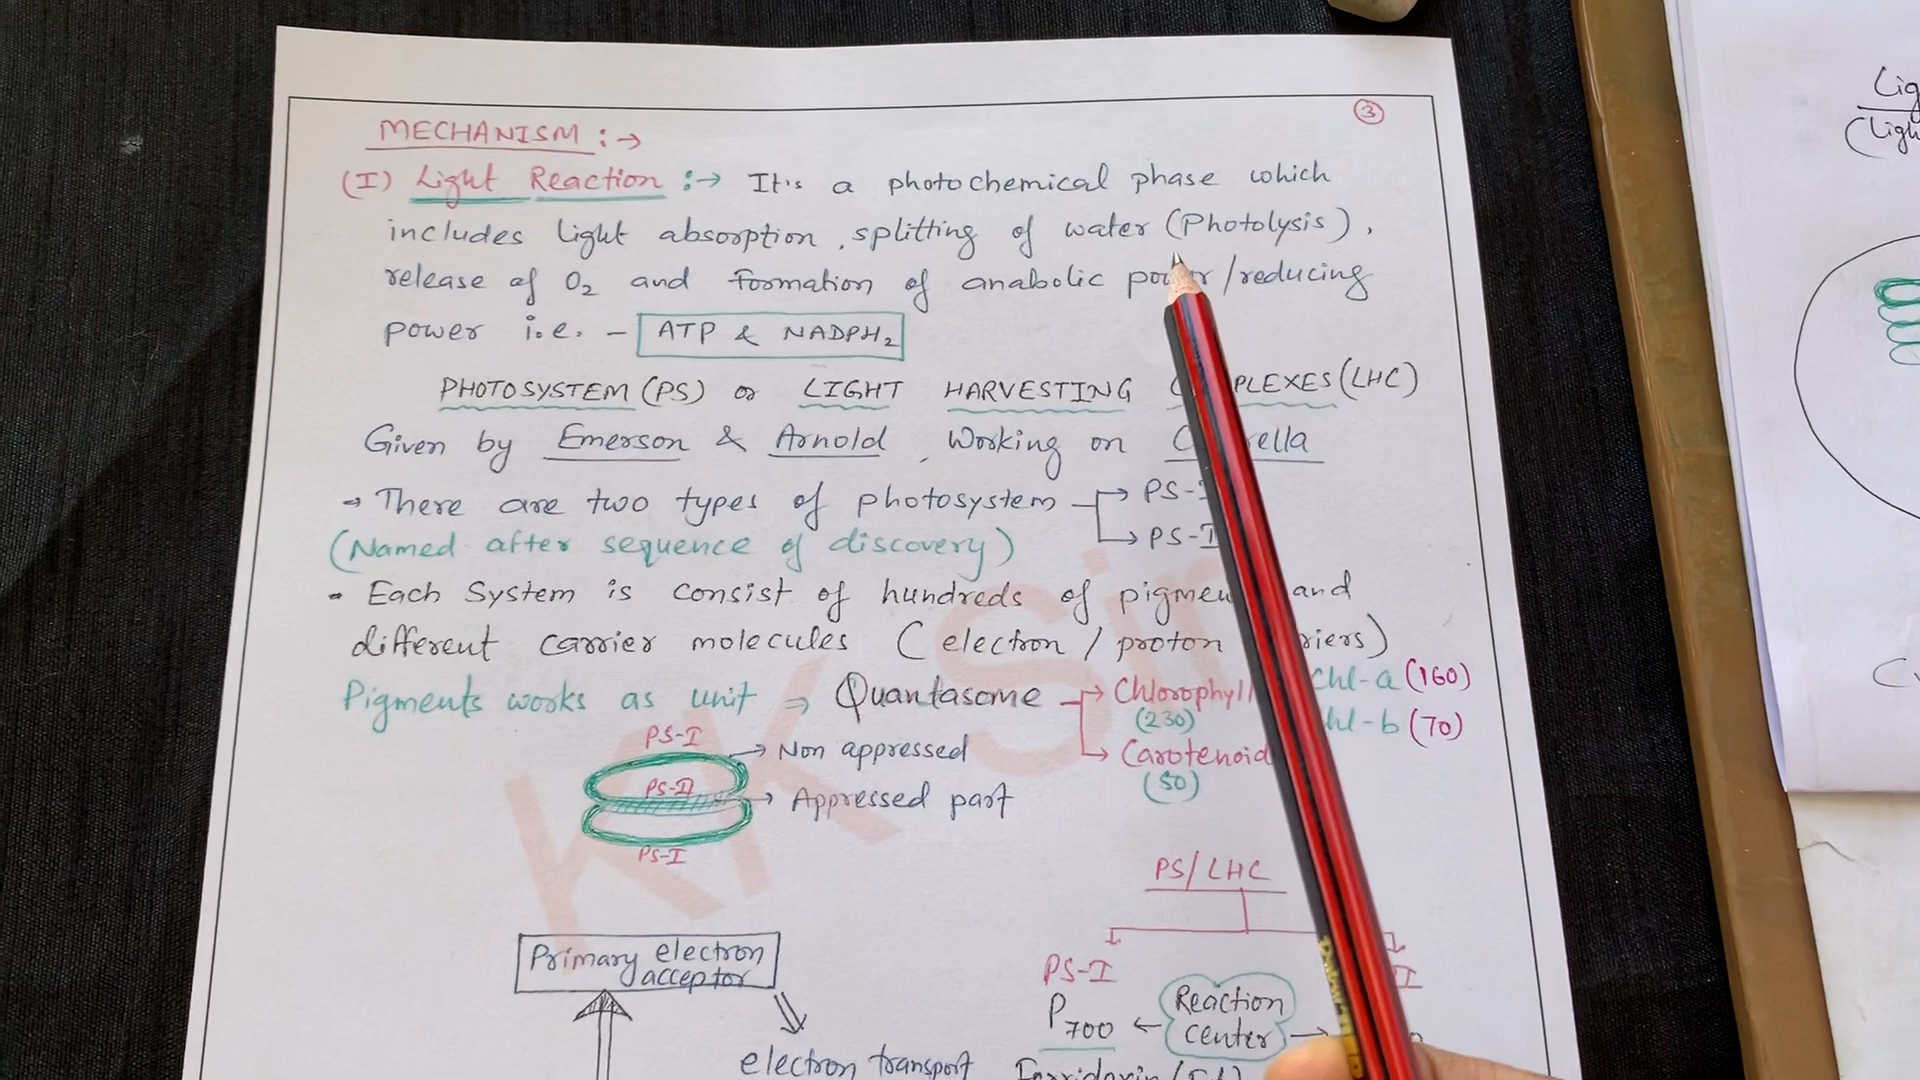 3
MECHANISM :→
(I) Light Reaction :→ It's a photochemical phase which
includes light absorption, splitting of water (Photolysis),
release of O2 and formation of anabolic /reducing
power i.e. - ATP & NADPH2
PHOTOSYSTEM (PS) or LIGHT HARVESTING PLEXES (LHC)
Given by Emerson & Arnold, Working on
→ There are two types of photosystem → PS-
(Named after sequence of discovery) → PS-
- Each System is consist of hundreds of and
different carrier molecules (electron / proton riers)
Pigments works as unit ⇒ Quantasome → Chlorophyll Chl-a (160)
(230) hl-b (70)
→ Carotenoid
(50)
PS-I
→ Non appressed
PS-II
→ Appressed part
PS-I
PS/LHC
Primary electron
acceptor
PS-I
P700 ← Reaction
center →
electron transport
KK Sir
Lig
(Ligh